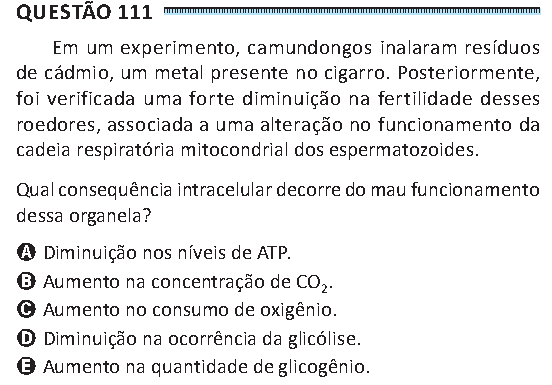 QUESTÃO 111
Em um experimento, camundongos inalaram resíduos
de cádmio, um metal presente no cigarro. Posteriormente,
foi verificada uma forte diminuição na fertilidade desses
roedores, associada a uma alteração no funcionamento da
cadeia respiratória mitocondrial dos espermatozoides.
Qual consequência intracelular decorre do mau funcionamento
dessa organela?
A Diminuição nos níveis de ATP.
B Aumento na concentração de CO₂.
C Aumento no consumo de oxigênio.
D Diminuição na ocorrência da glicólise.
E Aumento na quantidade de glicogênio.